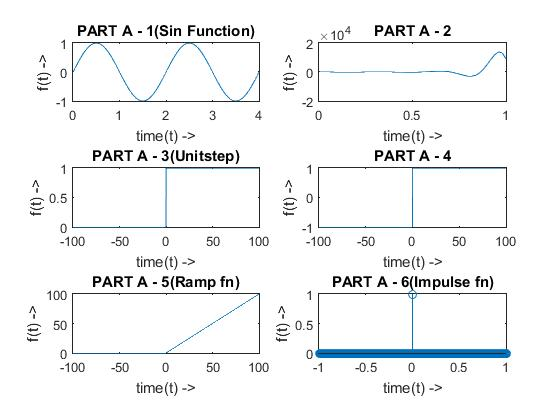 PART A - 1(Sin Function)
1
0
-1
0 1 2 3 4
f(t) ->
time(t) ->
×10^4
PART A - 2
2
0
-2
0 0.5 1
f(t) ->
time(t) ->
PART A - 3(Unitstep)
1
0.5
0
-100 -50 0 50 100
f(t) ->
time(t) ->
PART A - 4
1
0
-1
-100 -50 0 50 100
f(t) ->
time(t) ->
PART A - 5(Ramp fn)
100
50
0
-100 -50 0 50 100
f(t) ->
time(t) ->
PART A - 6(Impulse fn)
1
0.5
0
-1 -0.5 0 0.5 1
f(t) ->
time(t) ->